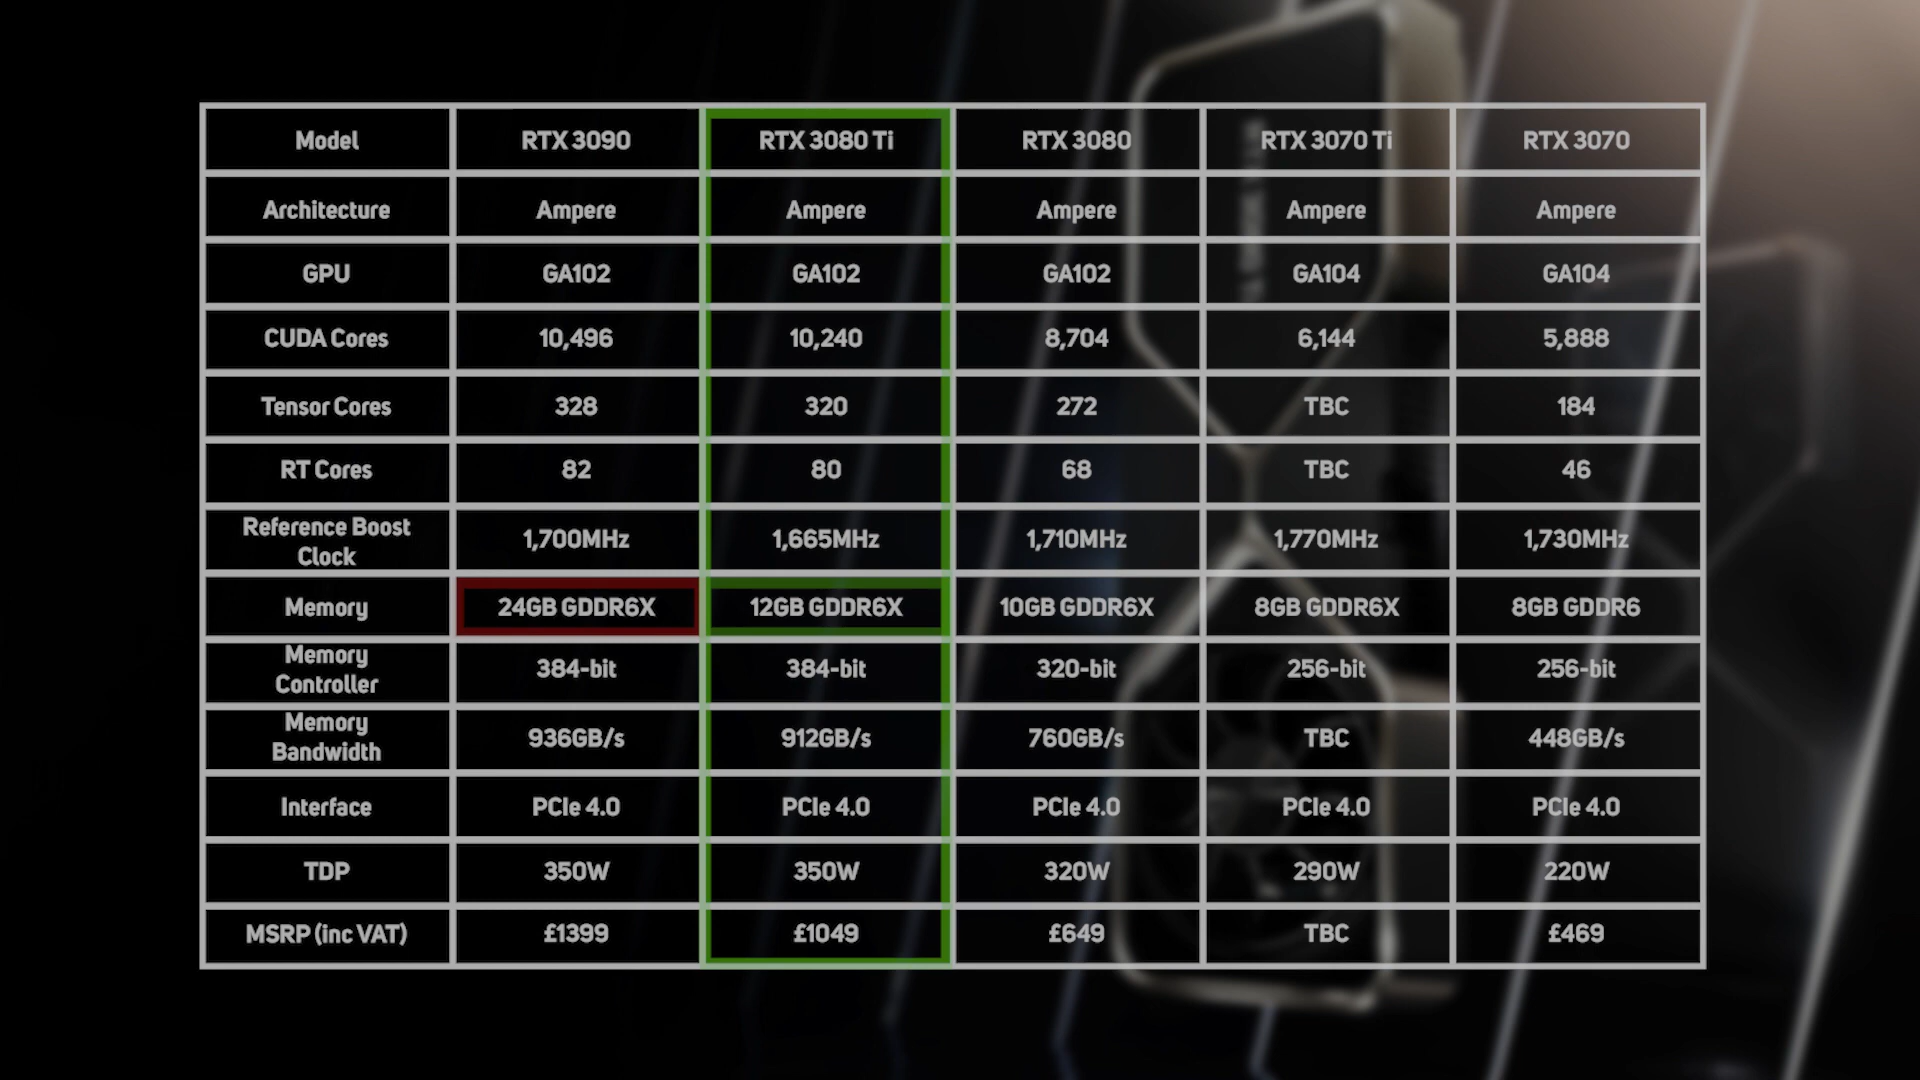 Model RTX 3090 RTX 3080 Ti RTX 3080 RTX 3070 Ti RTX 3070
Architecture Ampere Ampere Ampere Ampere Ampere
GPU GA102 GA102 GA102 GA104 GA104
CUDA Cores 10,496 10,240 8,704 6,144 5,888
Tensor Cores 328 320 272 TBC 184
RT Cores 82 80 68 TBC 46
Reference Boost
Clock 1,700MHz 1,665MHz 1,710MHz 1,770MHz 1,730MHz
Memory 24GB GDDR6X 12GB GDDR6X 10GB GDDR6X 8GB GDDR6X 8GB GDDR6
Memory
Controller 384-bit 384-bit 320-bit 256-bit 256-bit
Memory
Bandwidth 936GB/s 912GB/s 760GB/s TBC 448GB/s
Interface PCIe 4.0 PCIe 4.0 PCIe 4.0 PCIe 4.0 PCIe 4.0
TDP 350W 350W 320W 290W 220W
MSRP (inc VAT) £1399 £1049 £649 TBC £469